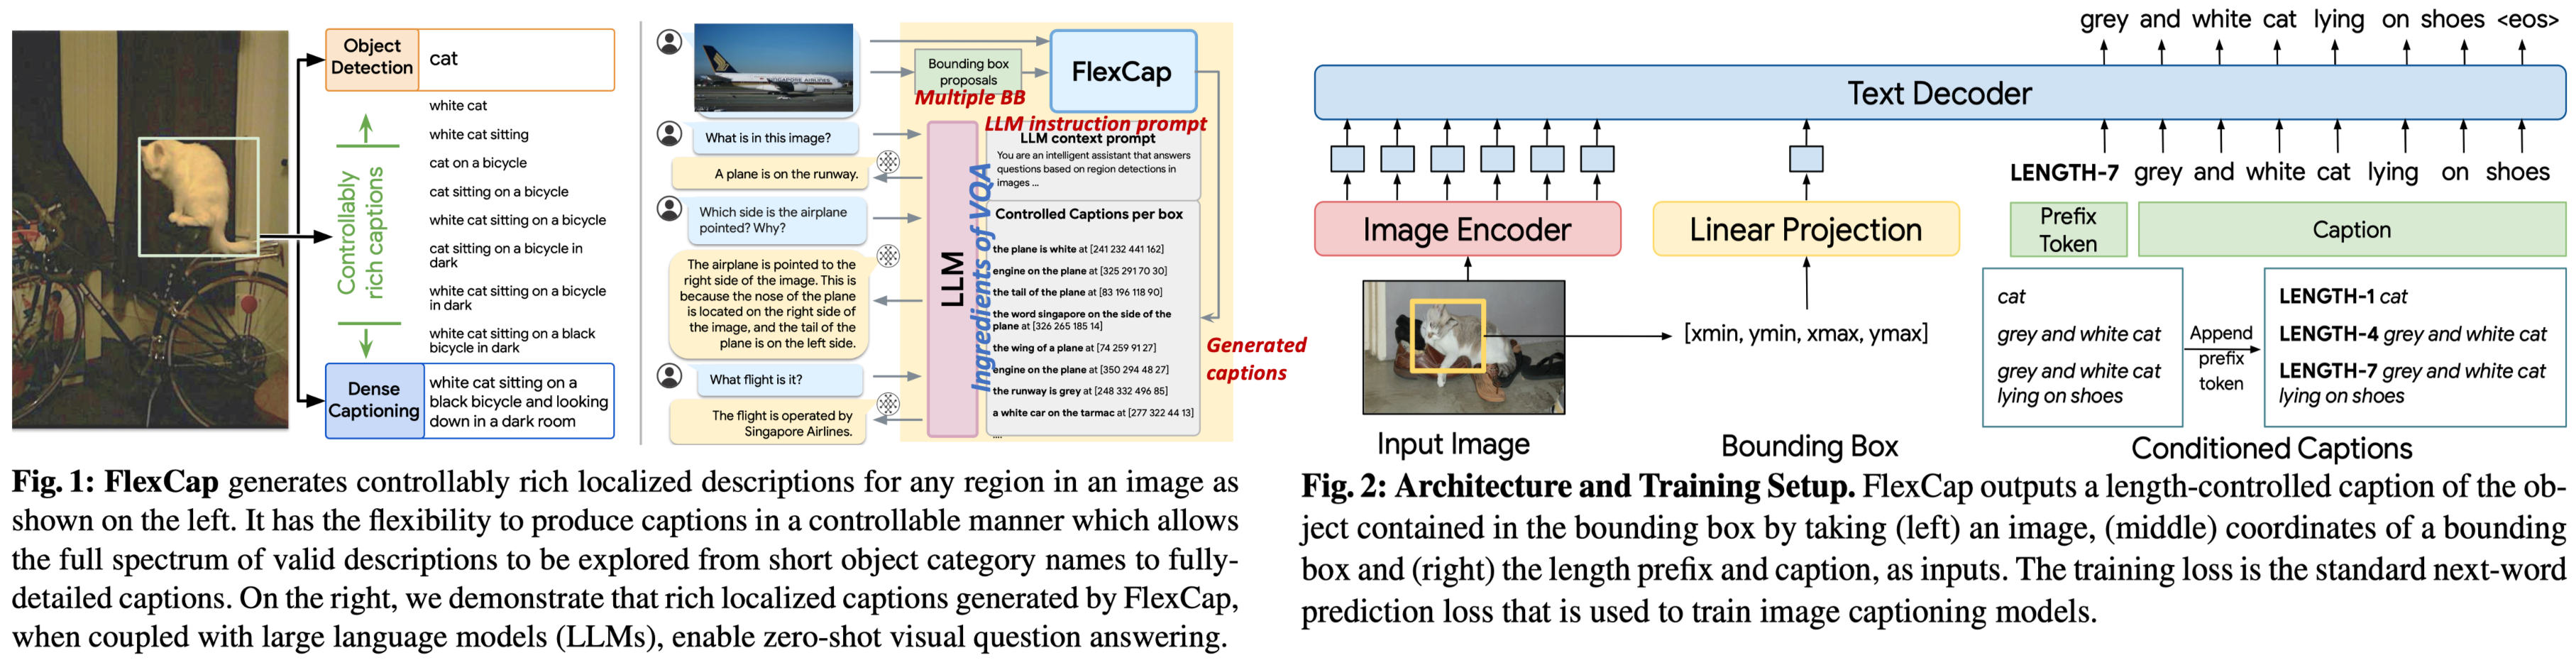 Object
Detection
cat
white cat
white cat sitting
cat on a bicycle
cat sitting on a bicycle
white cat sitting on a bicycle
cat sitting on a bicycle in
dark
white cat sitting on a bicycle
in dark
white cat sitting on a black
bicycle in dark
Controllably
rich captions
Dense
Captioning
white cat sitting on a
black bicycle and looking
down in a dark room
SINGAPORE AIRLINES
Bounding box
proposals
Multiple BB
FlexCap
What is in this image?
A plane is on the runway.
Which side is the airplane
pointed? Why?
The airplane is pointed to the
right side of the image. This is
because the nose of the plane
is located on the right side of
the image, and the tail of the
plane is on the left side.
What flight is it?
The flight is operated by
Singapore Airlines.
LLM
Ingredients of VQA
LLM instruction prompt
LLM context prompt
You are an intelligent assistant that answers
questions based on region detections in
images ...
Controlled Captions per box
the plane is white at [241 232 441 162]
engine on the plane at [325 291 70 30]
the tail of the plane at [83 196 118 90]
the word singapore on the side of the
plane at [326 265 185 14]
the wing of a plane at [74 259 91 27]
engine on the plane at [350 294 48 27]
the runway is grey at [248 332 496 85]
a white car on the tarmac at [277 322 44 13]
....
Generated
captions
Fig. 1: FlexCap generates controllably rich localized descriptions for any region in an image as
shown on the left. It has the flexibility to produce captions in a controllable manner which allows
the full spectrum of valid descriptions to be explored from short object category names to fully-
detailed captions. On the right, we demonstrate that rich localized captions generated by FlexCap,
when coupled with large language models (LLMs), enable zero-shot visual question answering.
grey and white cat lying on shoes <eos>
Text Decoder
LENGTH-7 grey and white cat lying on shoes
Image Encoder
Linear Projection
Prefix
Token
Caption
[xmin, ymin, xmax, ymax]
cat
grey and white cat
grey and white cat
lying on shoes
Append
prefix
token
LENGTH-1 cat
LENGTH-4 grey and white cat
LENGTH-7 grey and white cat
lying on shoes
Input Image
Bounding Box
Conditioned Captions
Fig. 2: Architecture and Training Setup. FlexCap outputs a length-controlled caption of the ob-
ject contained in the bounding box by taking (left) an image, (middle) coordinates of a bounding
box and (right) the length prefix and caption, as inputs. The training loss is the standard next-word
prediction loss that is used to train image captioning models.